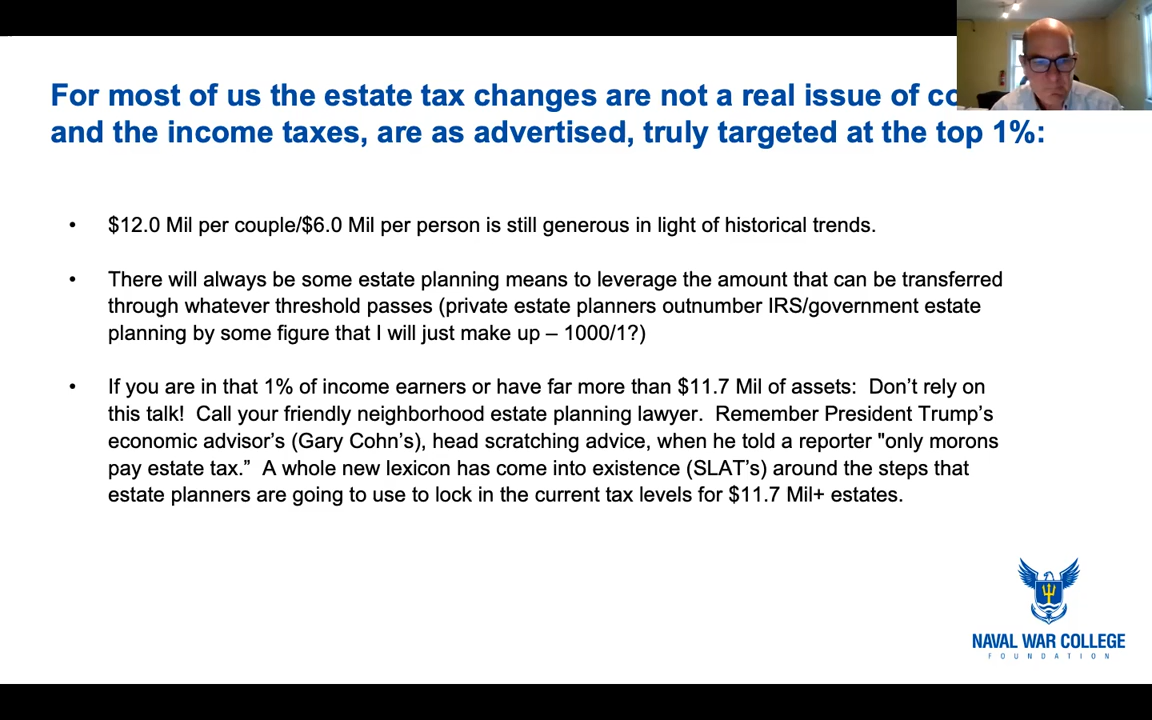 For most of us the estate tax changes are not a real issue of
and the income taxes, are as advertised, truly targeted at the top 1%:
• $12.0 Mil per couple/$6.0 Mil per person is still generous in light of historical trends.
• There will always be some estate planning means to leverage the amount that can be transferred
through whatever threshold passes (private estate planners outnumber IRS/government estate
planning by some figure that I will just make up – 1000/1?)
• If you are in that 1% of income earners or have far more than $11.7 Mil of assets:  Don’t rely on
this talk!  Call your friendly neighborhood estate planning lawyer.  Remember President Trump’s
economic advisor’s (Gary Cohn’s), head scratching advice, when he told a reporter "only morons
pay estate tax.”  A whole new lexicon has come into existence (SLAT’s) around the steps that
estate planners are going to use to lock in the current tax levels for $11.7 Mil+ estates.
NAVAL WAR COLLEGE
FOUNDATION